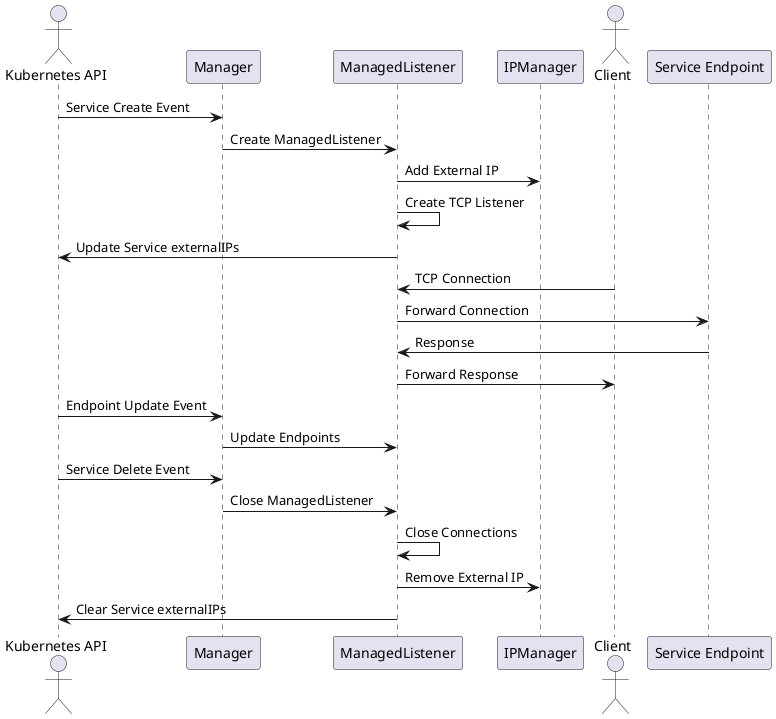 Kubernetes API
Manager
ManagedListener
IPManager
Client
Service Endpoint
Service Create Event
Create ManagedListener
Add External IP
Create TCP Listener
Update Service externalIPs
TCP Connection
Forward Connection
Response
Forward Response
Endpoint Update Event
Update Endpoints
Service Delete Event
Close ManagedListener
Close Connections
Remove External IP
Clear Service externalIPs
Kubernetes API
Manager
ManagedListener
IPManager
Client
Service Endpoint